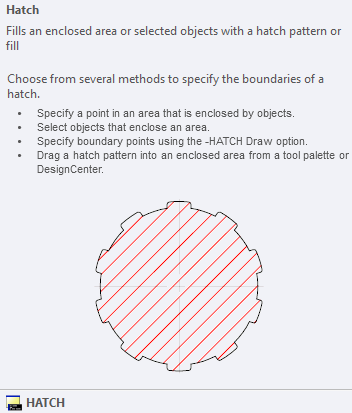 Hatch
Fills an enclosed area or selected objects with a hatch pattern or
fill
Choose from several methods to specify the boundaries of a
hatch.
• Specify a point in an area that is enclosed by objects.
• Select objects that enclose an area.
• Specify boundary points using the -HATCH Draw option.
• Drag a hatch pattern into an enclosed area from a tool palette or
DesignCenter.
HATCH